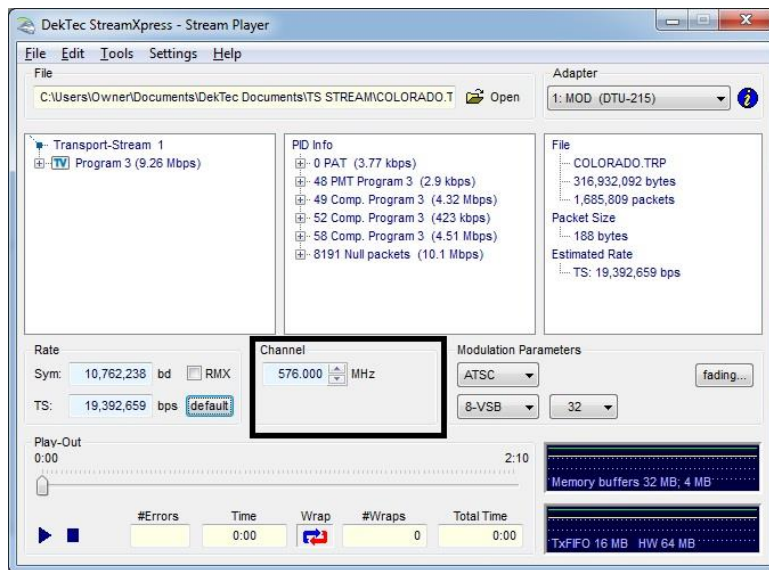 DekTec StreamXpress - Stream Player
File Edit Tools Settings Help
File
C:\Users\Owner\Documents\DekTec Documents\TS STREAM\COLORADO.T
Open
Adapter
1: MOD (DTU-215)
i
Transport-Stream 1
TV Program 3 (9.26 Mbps)
PID Info
0 PAT (3.77 kbps)
48 PMT Program 3 (2.9 kbps)
49 Comp. Program 3 (4.32 Mbps)
52 Comp. Program 3 (423 kbps)
58 Comp. Program 3 (4.51 Mbps)
8191 Null packets (10.1 Mbps)
File
COLORADO.TRP
316,932,092 bytes
1,685,809 packets
Packet Size
188 bytes
Estimated Rate
TS: 19,392,659 bps
Rate
Sym: 10,762,238 bd RMX
TS: 19,392,659 bps default
Channel
576.000 MHz
Modulation Parameters
ATSC
fading...
8-VSB 32
Play-Out
0:00 2:10
#Errors Time Wrap #Wraps Total Time
0:00 0 0:00
Memory buffers 32 MB; 4 MB
TxFIFO 16 MB HW 64 MB